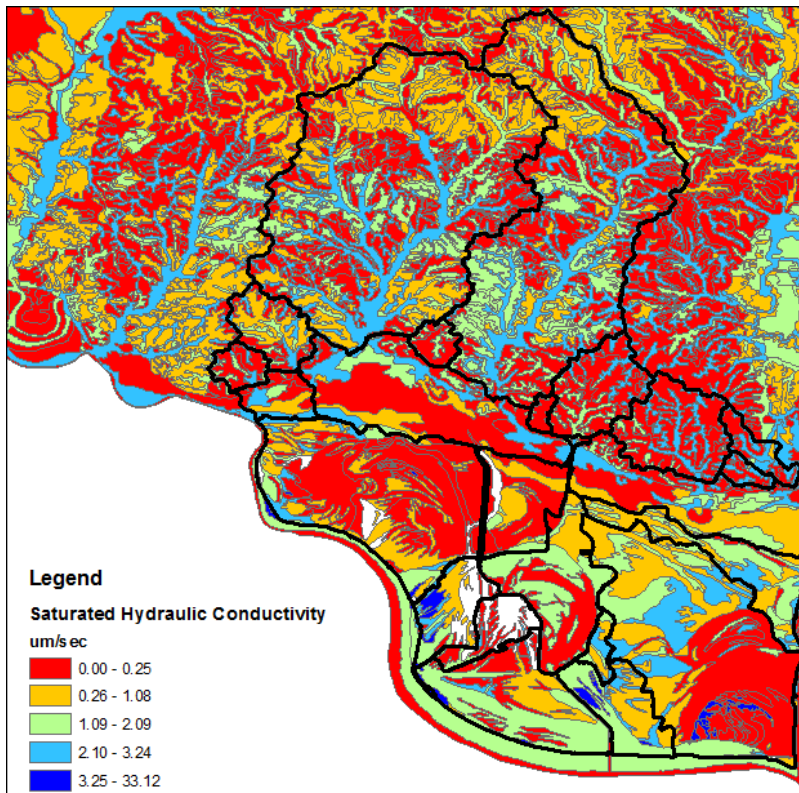 Legend
Saturated Hydraulic Conductivity
um/sec
0.00 - 0.25
0.26 - 1.08
1.09 - 2.09
2.10 - 3.24
3.25 - 33.12